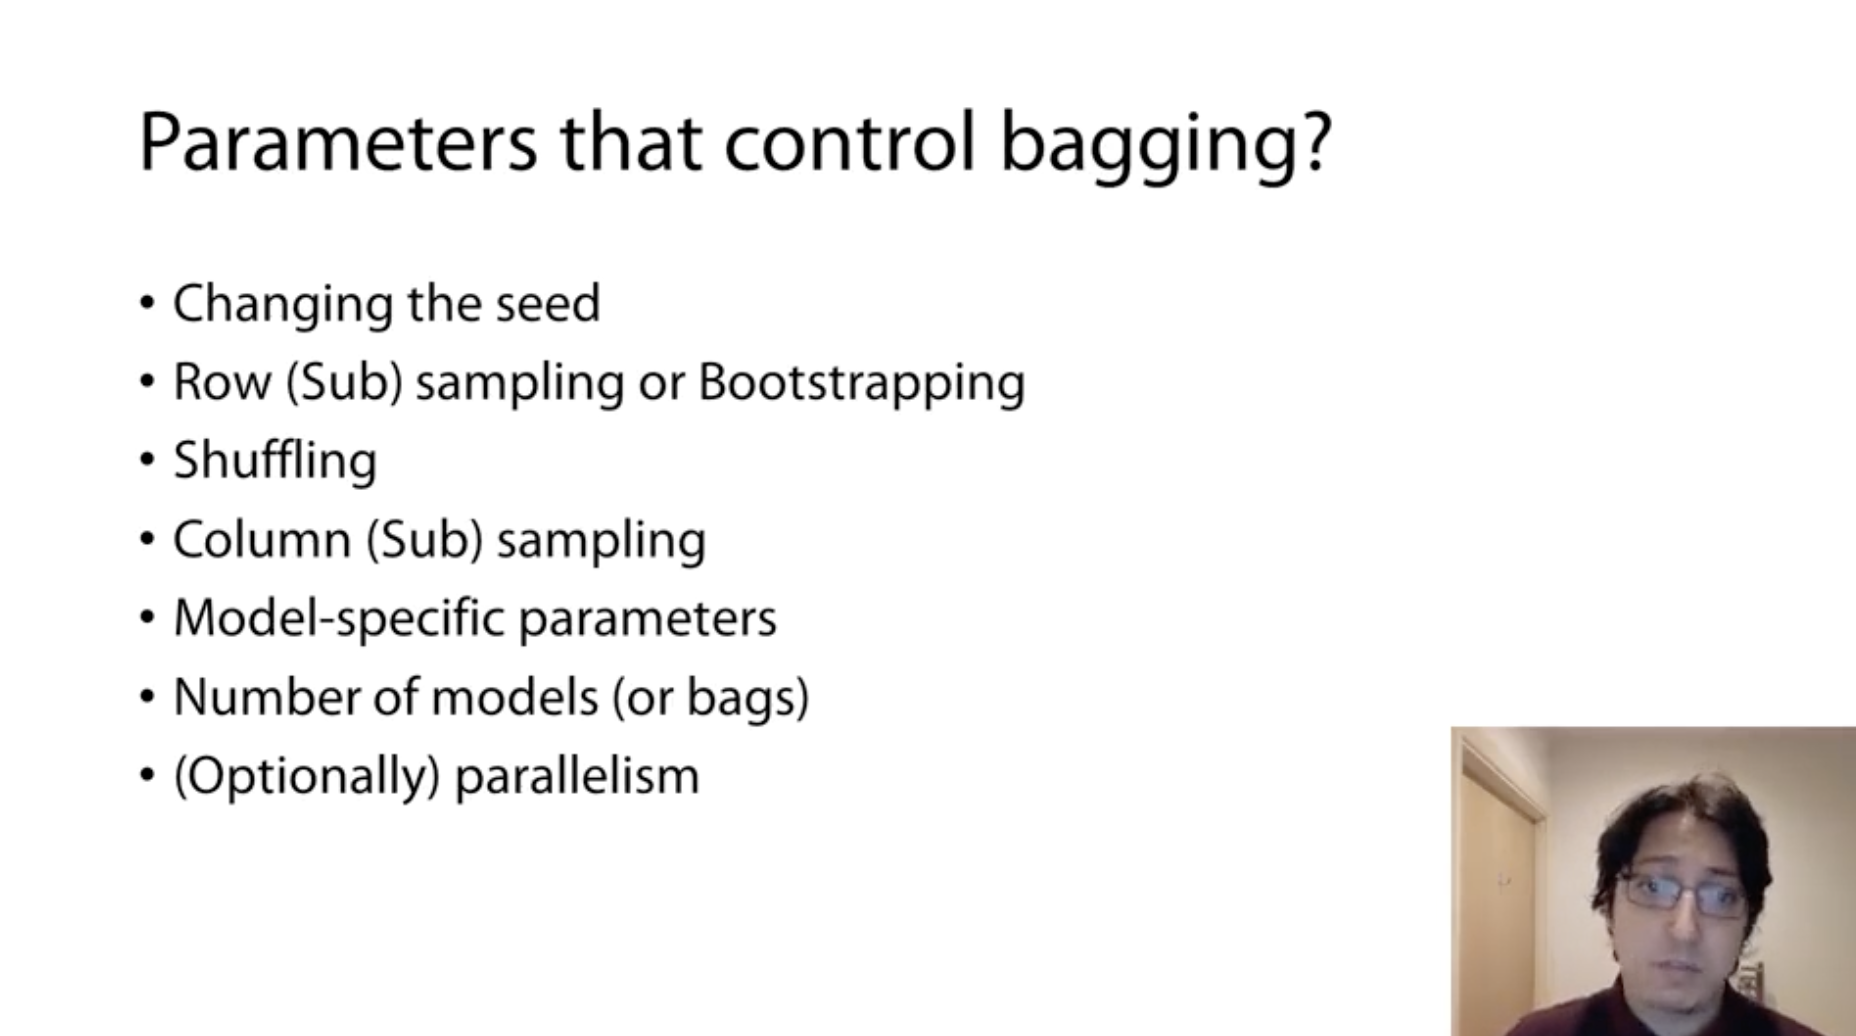 Parameters that control bagging?
• Changing the seed
• Row (Sub) sampling or Bootstrapping
• Shuffling
• Column (Sub) sampling
• Model-specific parameters
• Number of models (or bags)
• (Optionally) parallelism